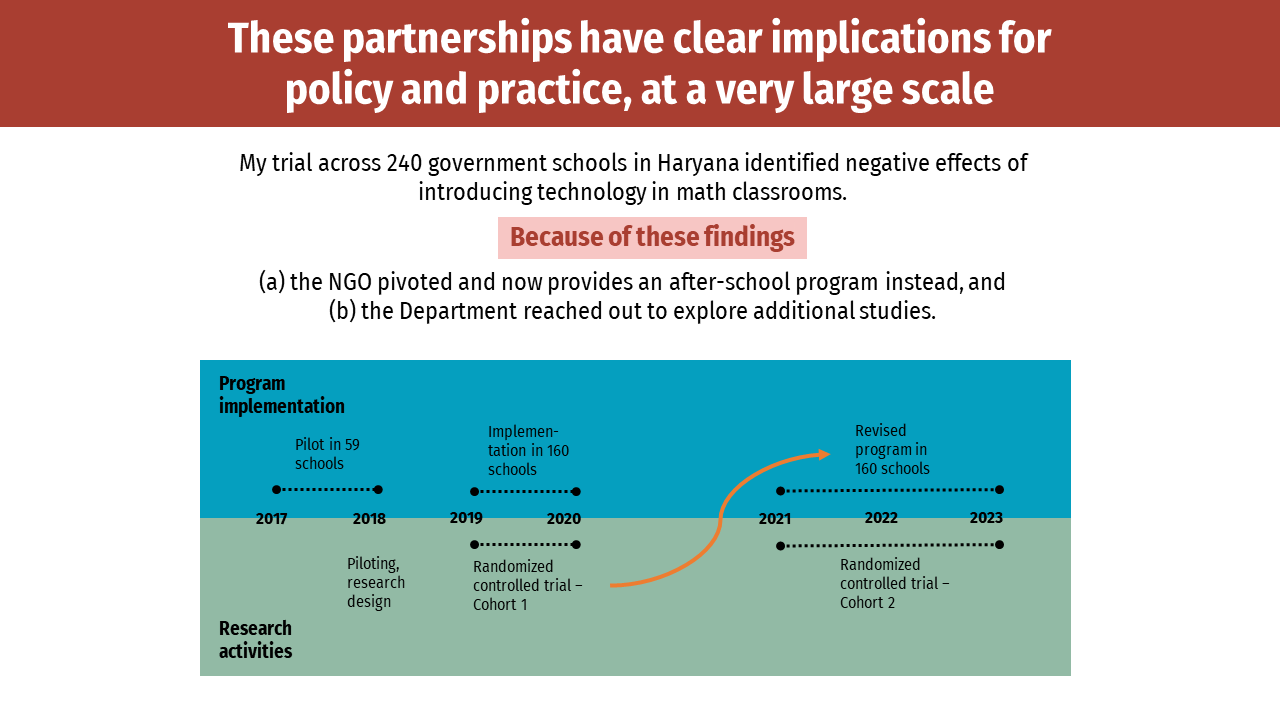 These partnerships have clear implications for
policy and practice, at a very large scale
My trial across 240 government schools in Haryana identified negative effects of
introducing technology in math classrooms.
Because of these findings
(a) the NGO pivoted and now provides an after-school program instead, and
(b) the Department reached out to explore additional studies.
Program
implementation
Pilot in 59
schools
Implemen-
tation in 160
schools
Revised
program in
160 schools
2017
2018
2019
2020
2021
2022
2023
Piloting,
research
design
Randomized
controlled trial –
Cohort 1
Randomized
controlled trial –
Cohort 2
Research
activities